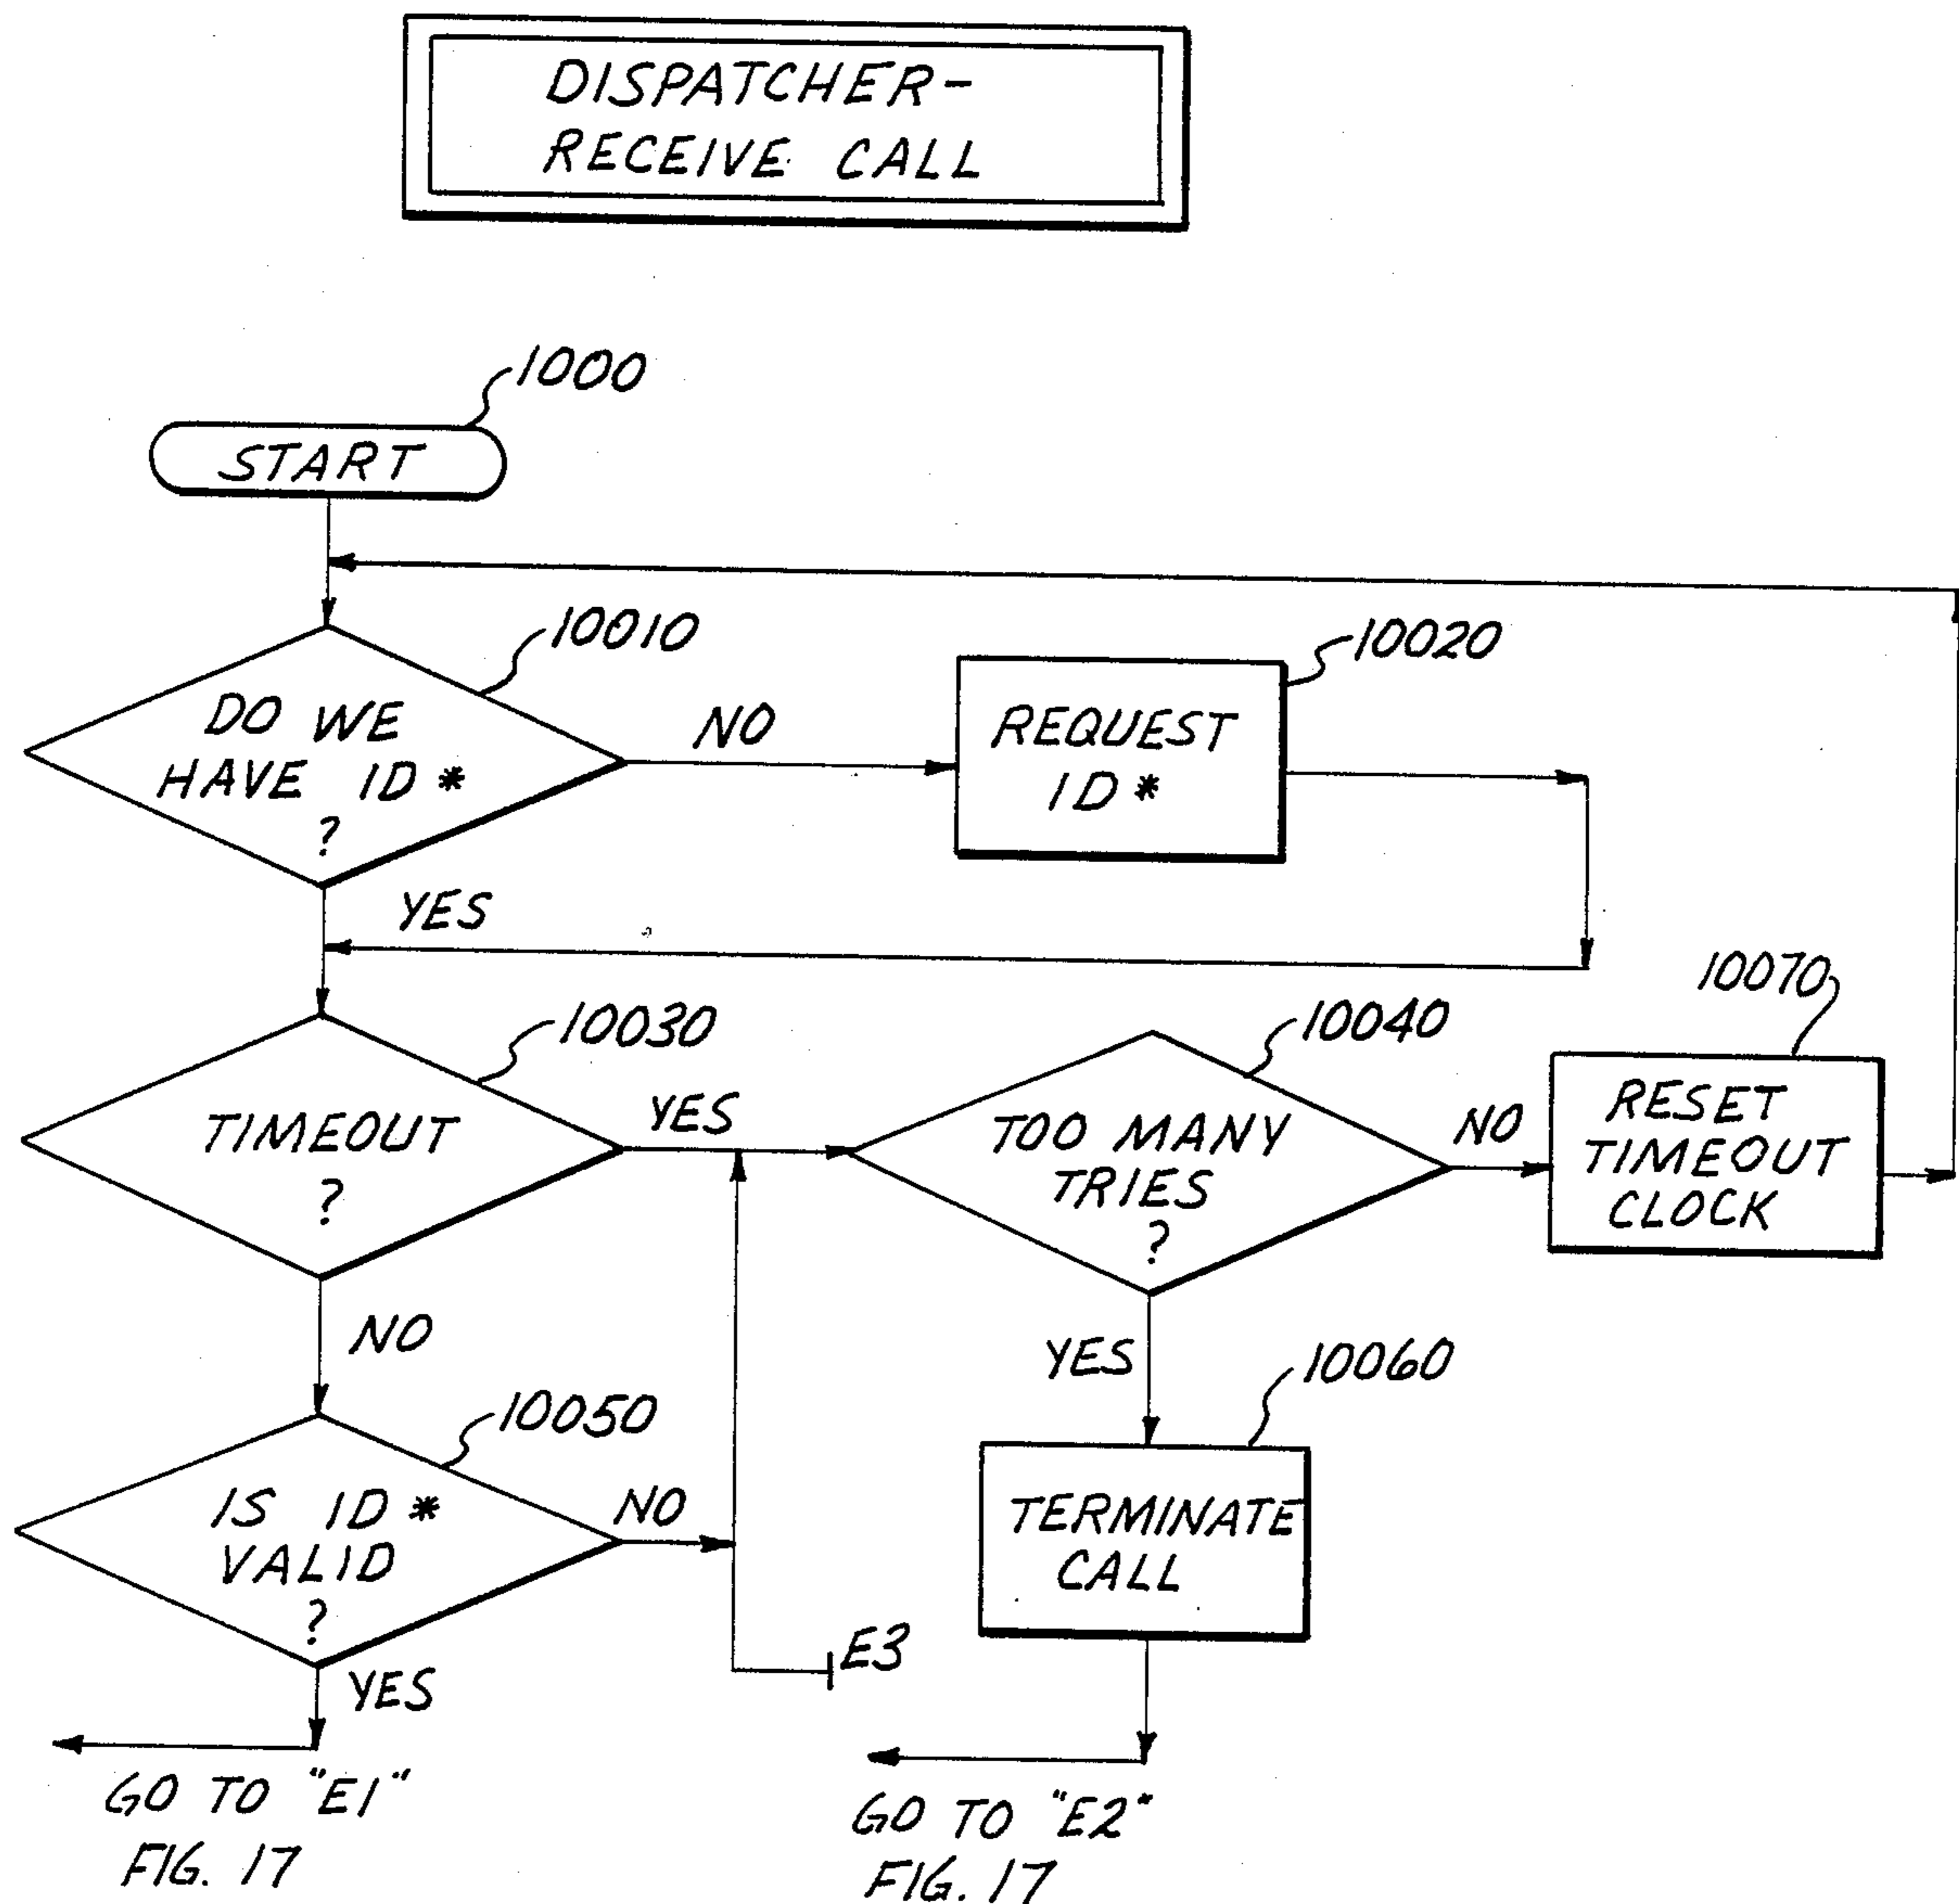 DISPATCHER-
RECEIVE CALL
1000
START
10010
DO WE
HAVE ID*
?
NO
10020
REQUEST
ID*
YES
10030
TIMEOUT
?
YES
10040
TOO MANY
TRIES
?
NO
10070
RESET
TIMEOUT
CLOCK
NO
10050
IS ID*
VALID
?
NO
E3
YES
10060
TERMINATE
CALL
YES
GO TO "E1"
FIG. 17
GO TO "E2"
FIG. 17